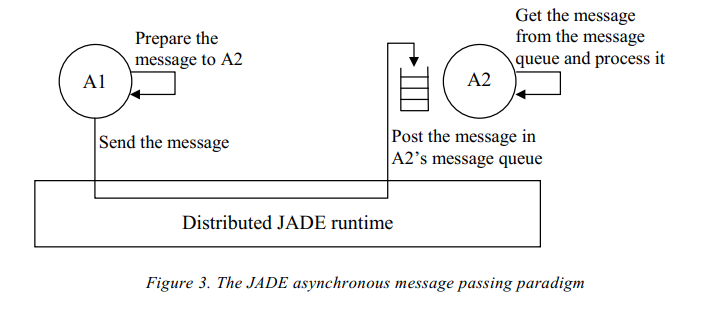 Prepare the
message to A2
A1
Send the message
Get the message
from the message
queue and process it
A2
Post the message in
A2’s message queue
Distributed JADE runtime
Figure 3. The JADE asynchronous message passing paradigm